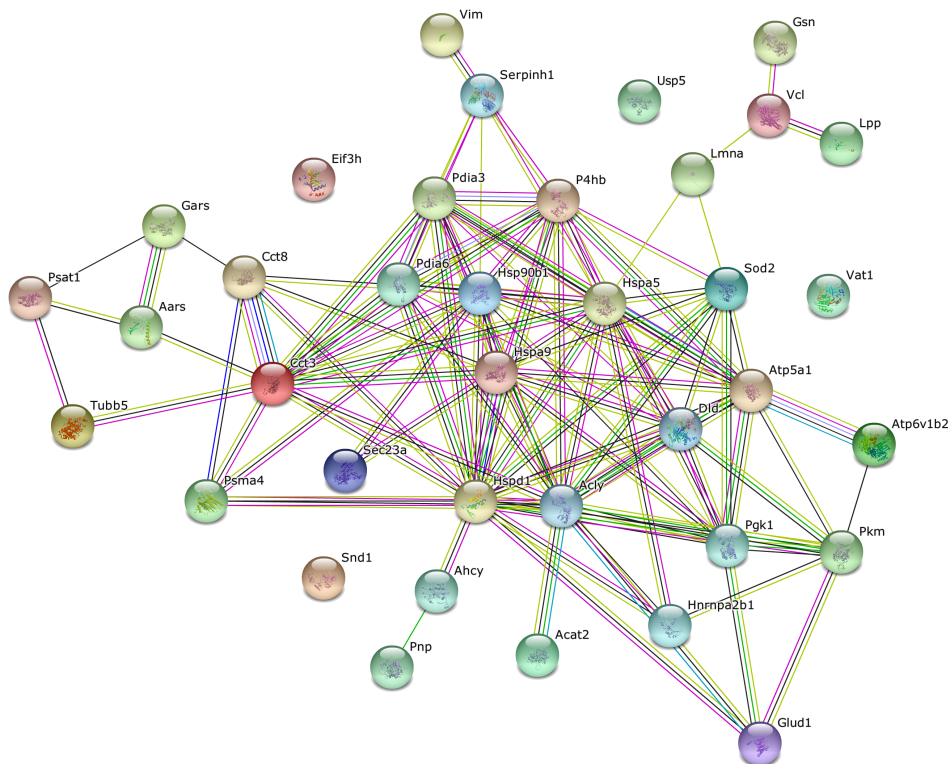 Vim
Gsn
Serpinh1
Usp5
Vcl
Lpp
Lmna
Eif3h
Pdia3
P4hb
Gars
Cct8
Pdia6
Hsp90b1
Hspa5
Sod2
Vat1
Psat1
Aars
Cct3
Hspa9
Atp5a1
Tubb5
Dld
Atp6v1b2
Sec23a
Psma4
Hspd1
Acly
Pgk1
Pkm
Snd1
Ahcy
Hnrnpa2b1
Pnp
Acat2
Glud1